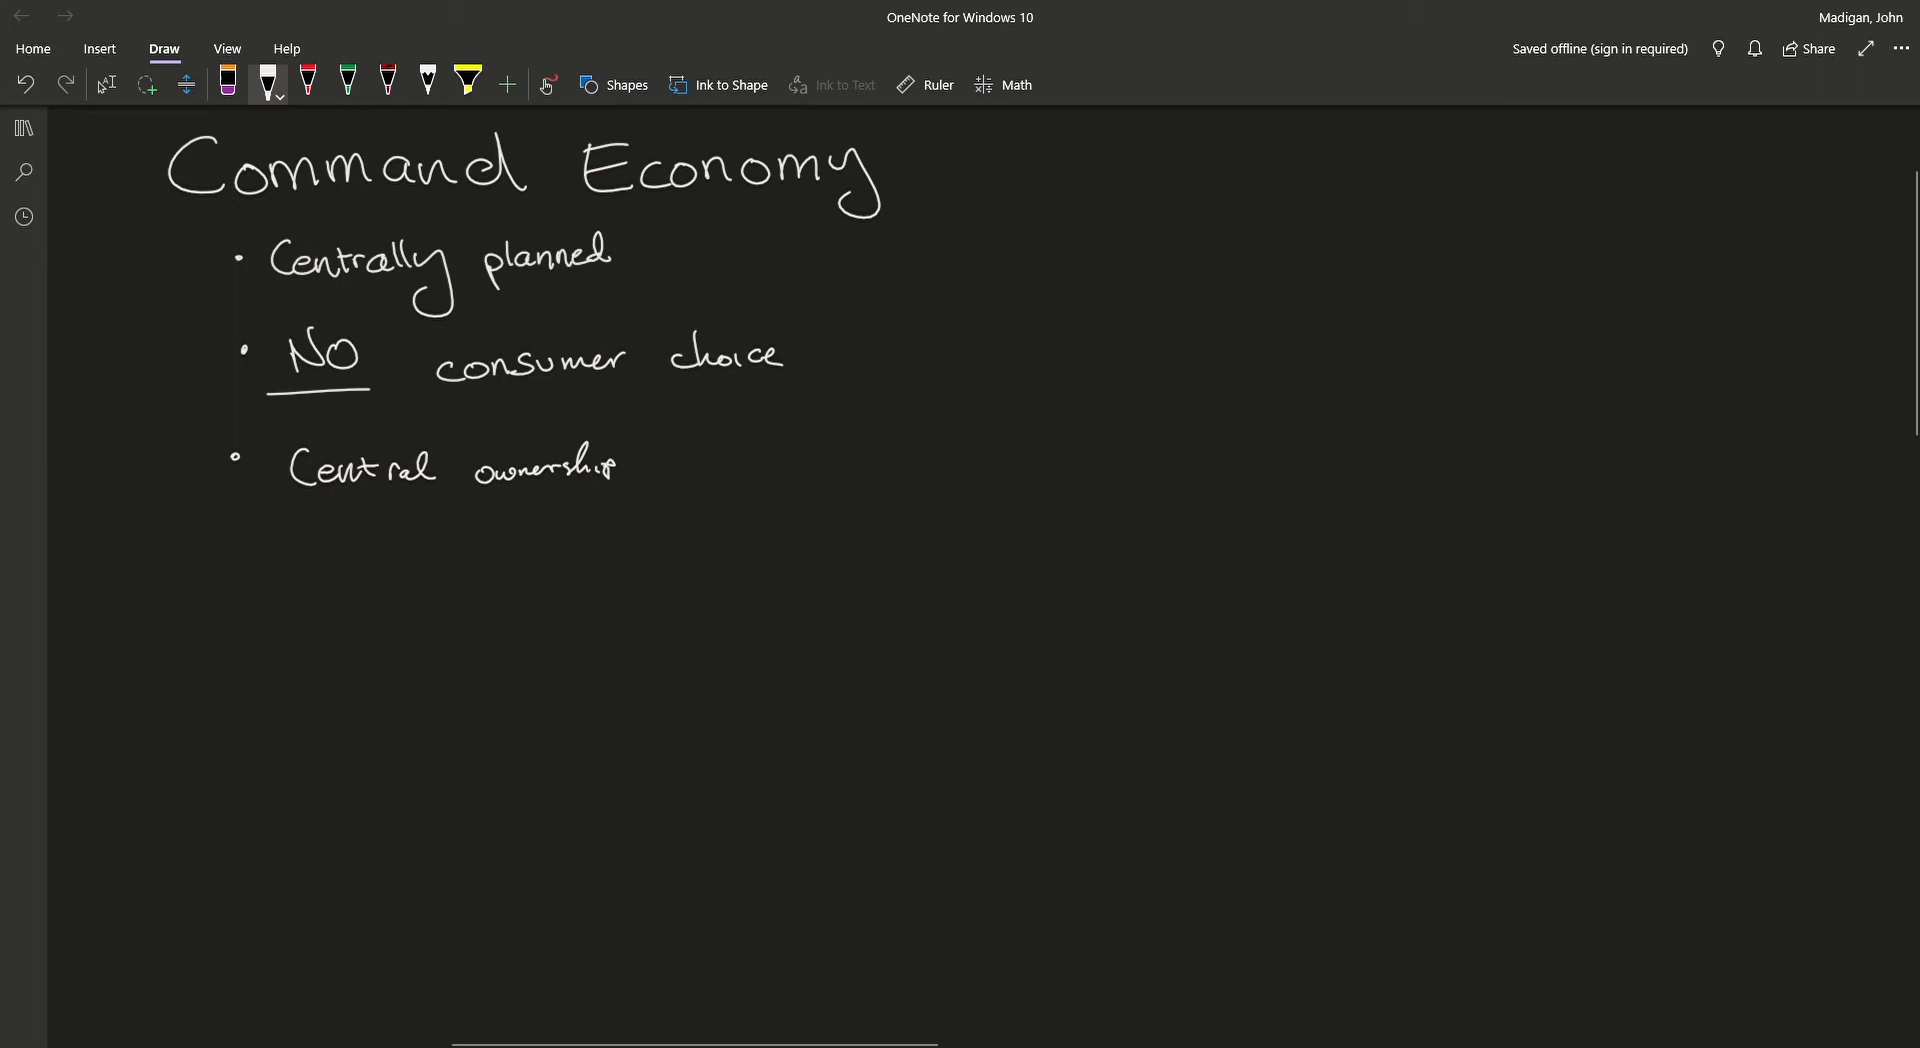 OneNote for Windows 10
Madigan, John
Home Insert Draw View Help
Saved offline (sign in required) Share
Shapes Ink to Shape Ink to Text Ruler Math
Command Economy
• Centrally planned
• NO consumer choice
• Central ownership